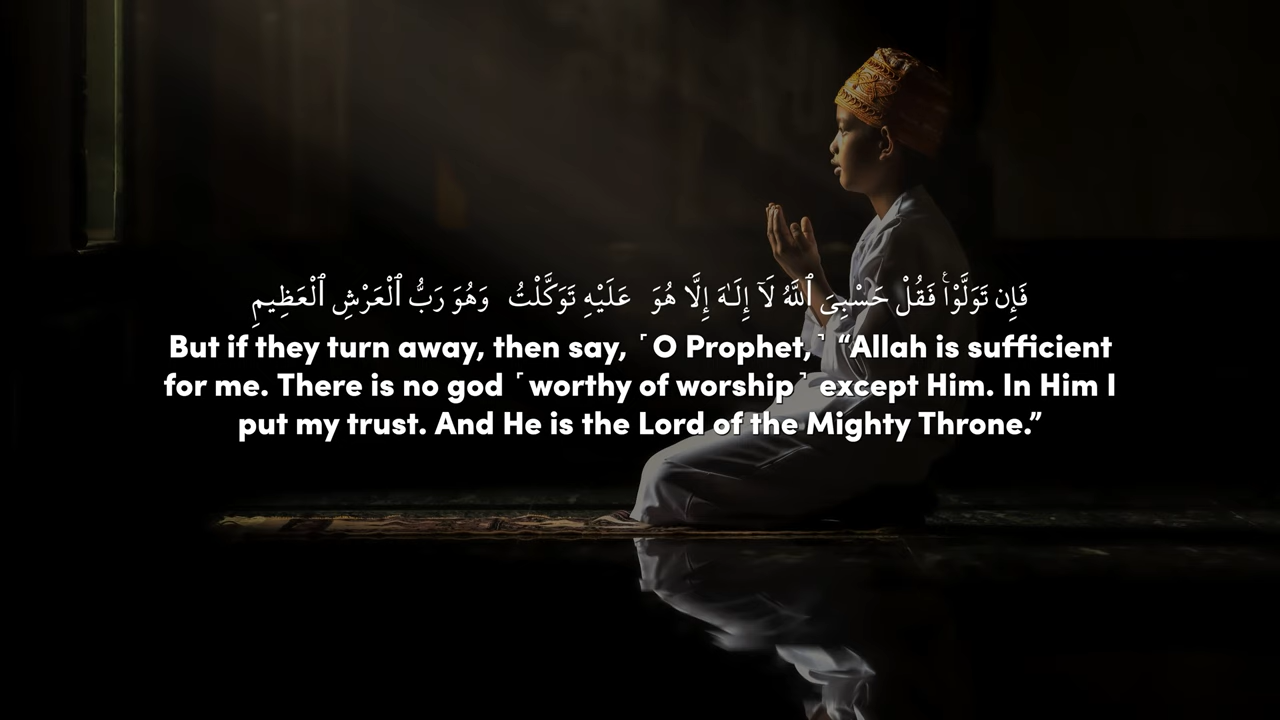 فَإِن تَوَلَّوْا۟ فَقُلْ حَسْبِىَ ٱللَّهُ لَآ إِلَـٰهَ إِلَّا هُوَ عَلَيْهِ تَوَكَّلْتُ وَهُوَ رَبُّ ٱلْعَرْشِ ٱلْعَظِيمِ
But if they turn away, then say, ˹O Prophet,˺ “Allah is sufficient
for me. There is no god ˹worthy of worship˺ except Him. In Him I
put my trust. And He is the Lord of the Mighty Throne.”